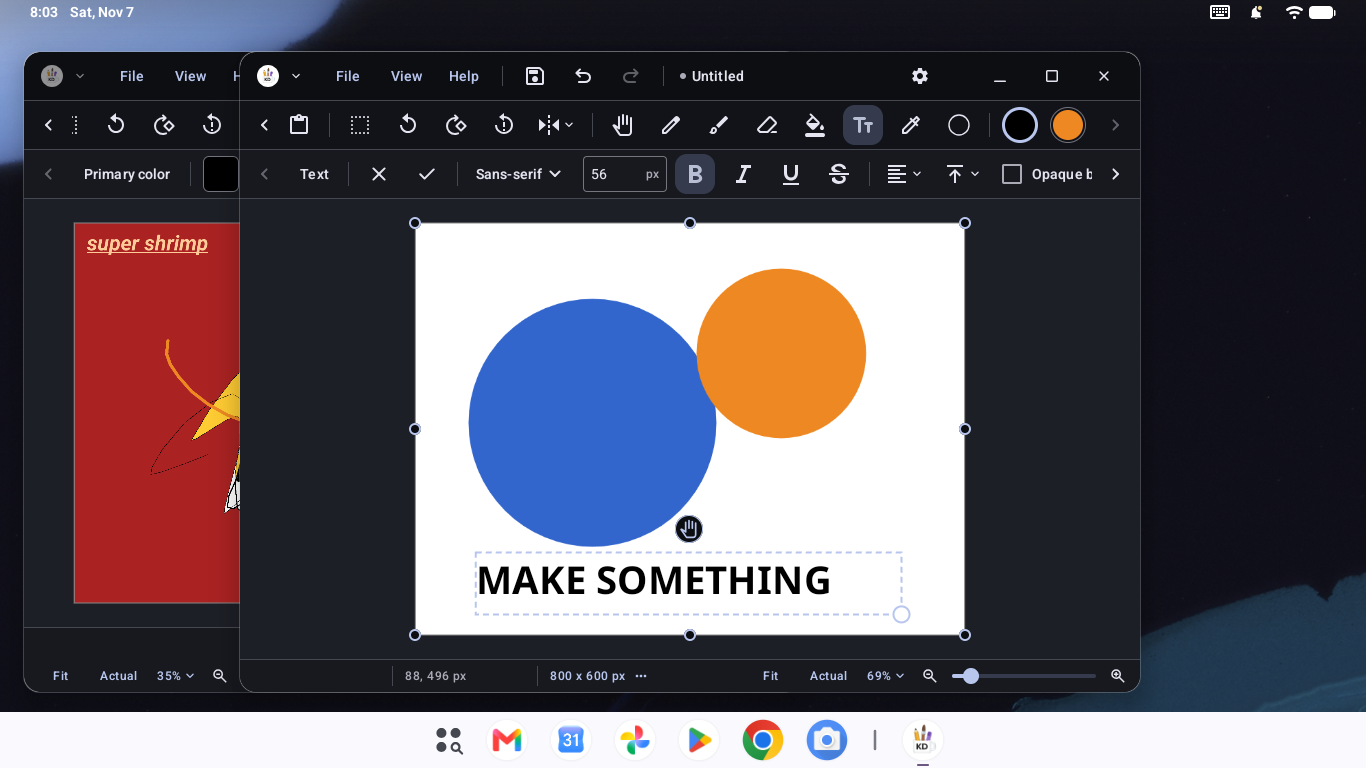 8:03 Sat, Nov 7
File View H
File View Help • Untitled
Primary color
Text Sans-serif 56 px B I U S Opaque b
super shrimp
MAKE SOMETHING
Fit Actual 35%
88, 496 px 800 x 600 px ••• Fit Actual 69%
31
KD